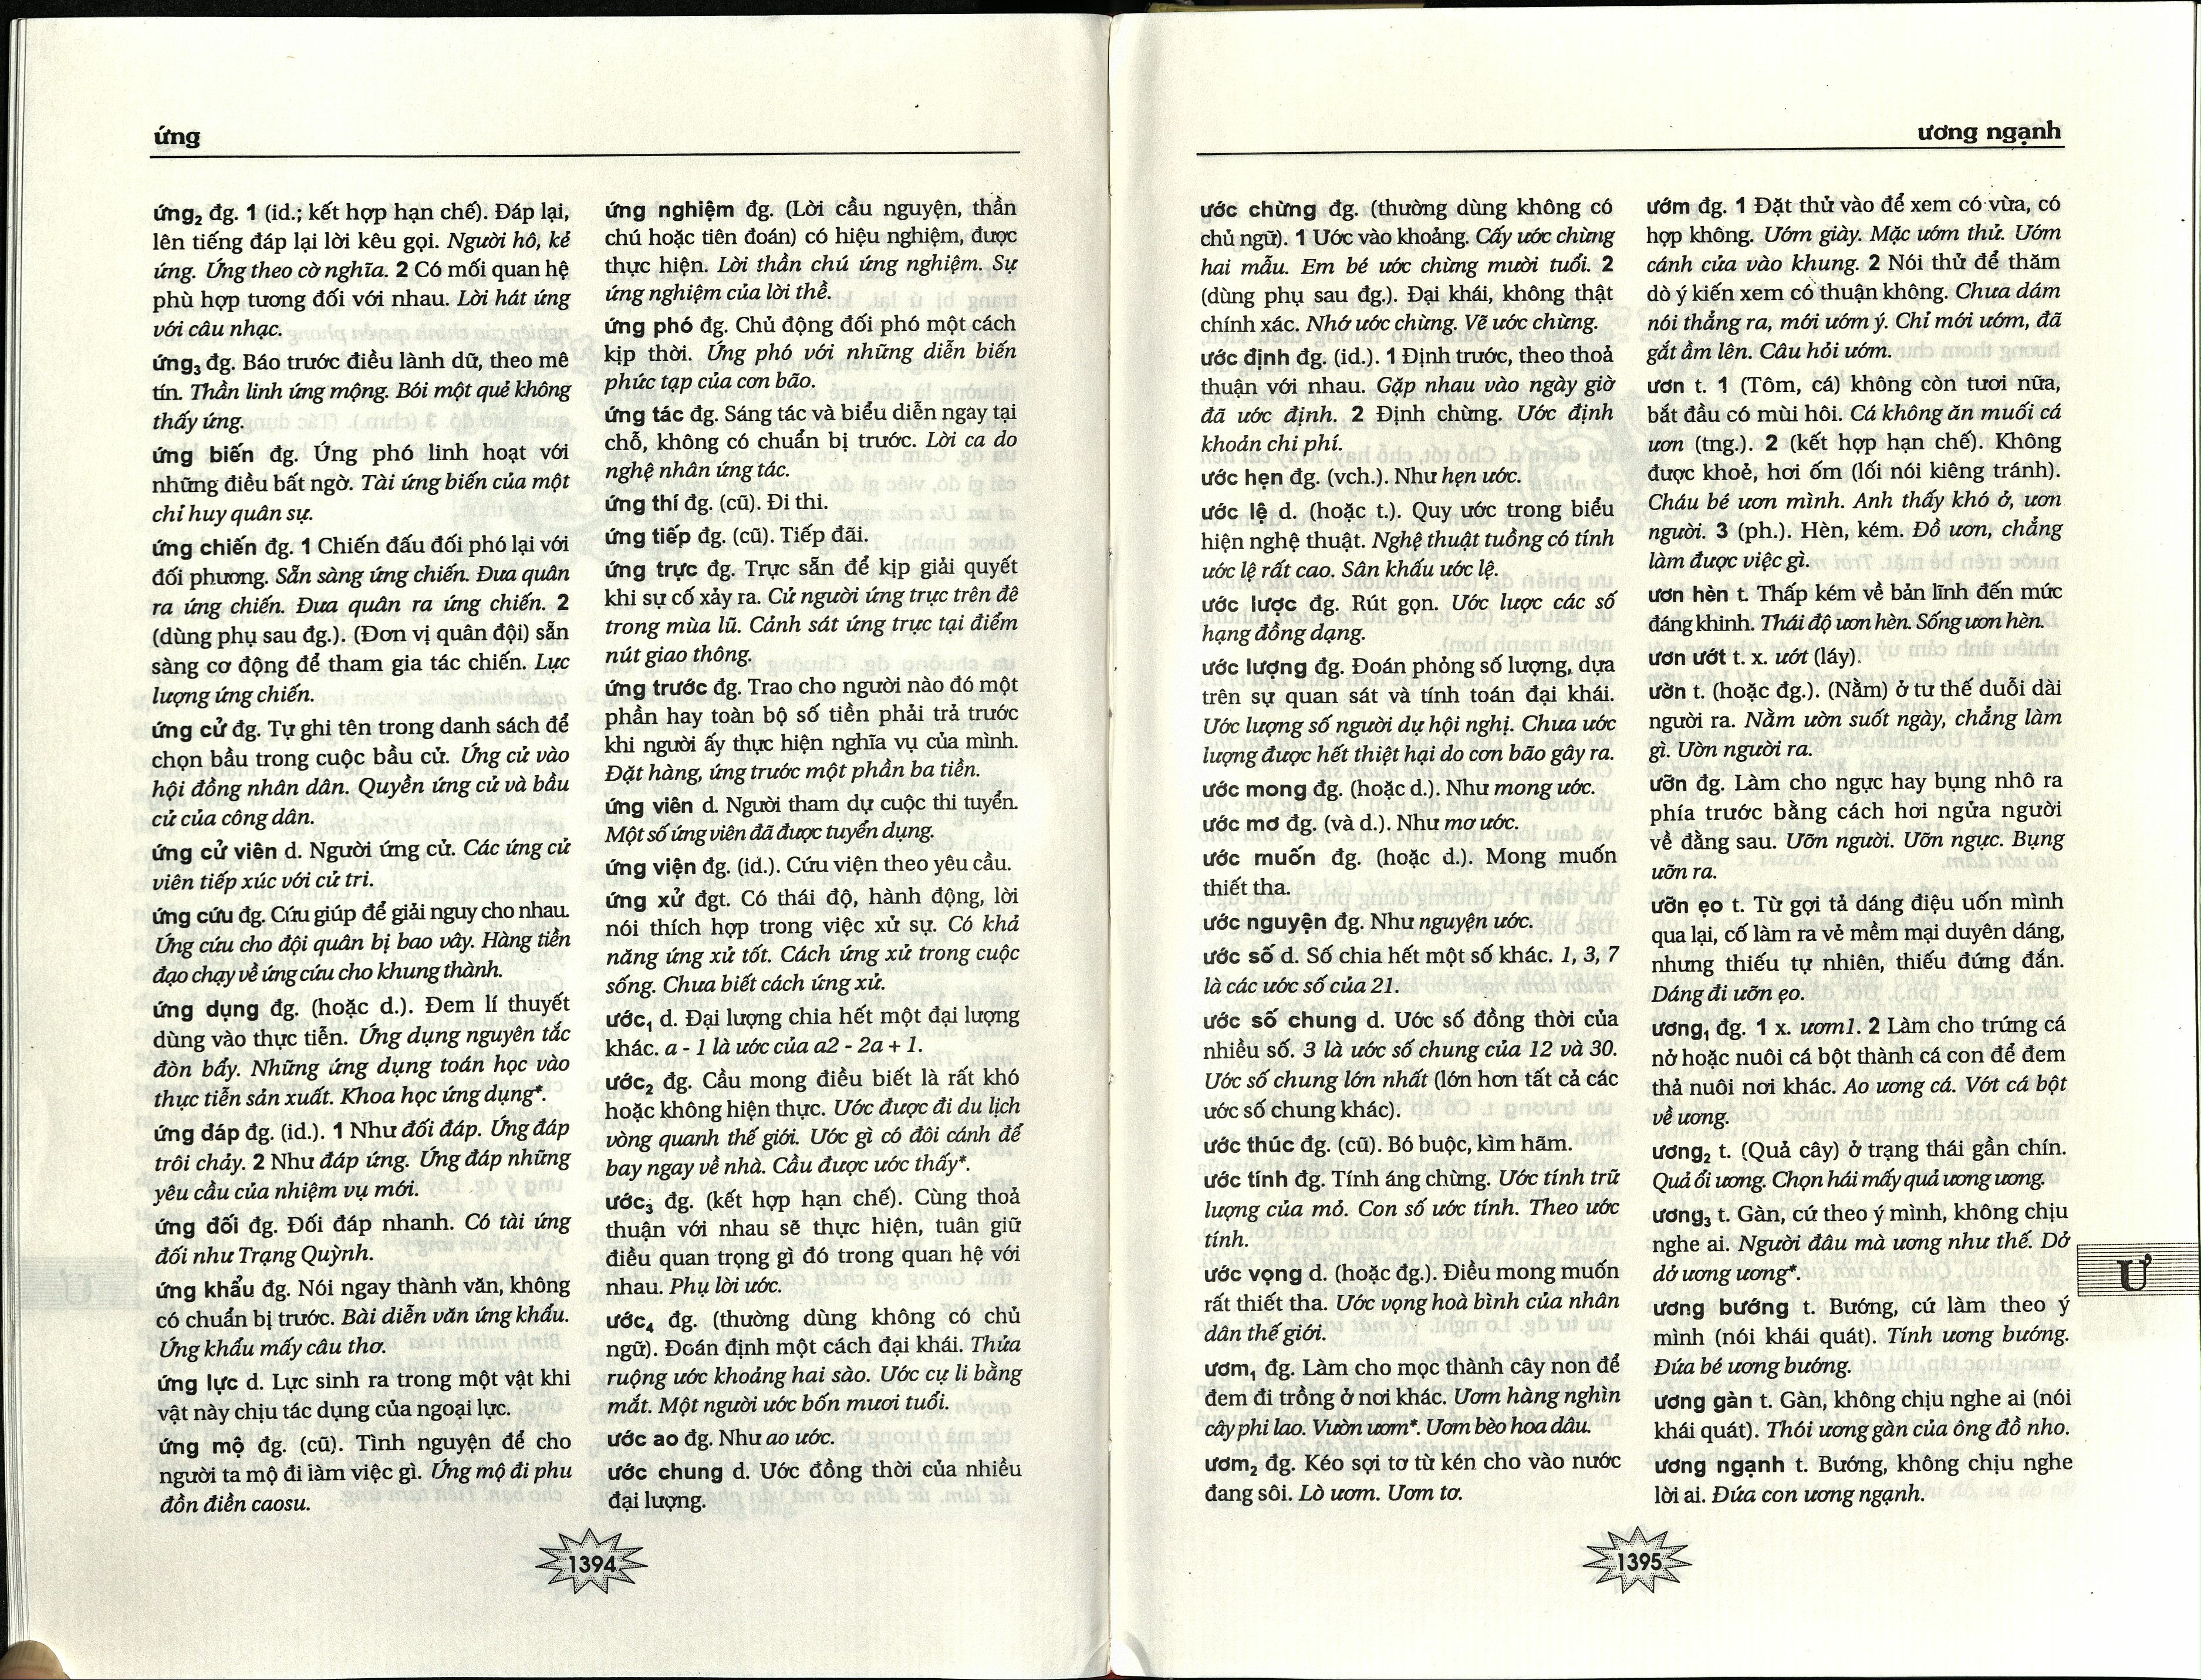 ứng
ứng₂ đg. 1 (id.; kết hợp hạn chế). Đáp lại,
lên tiếng đáp lại lời kêu gọi. Người hô, kẻ
ứng. Ứng theo cờ nghĩa. 2 Có mối quan hệ
phù hợp tương đối với nhau. Lời hát ứng
với câu nhạc.
ứng₃ đg. Báo trước điều lành dữ, theo mê
tín. Thần linh ứng mộng. Bói một quẻ không
thấy ứng.
ứng biến đg. Ứng phó linh hoạt với
những điều bất ngờ. Tài ứng biến của một
chỉ huy quân sự.
ứng chiến đg. 1 Chiến đấu đối phó lại với
đối phương. Sẵn sàng ứng chiến. Đưa quân
ra ứng chiến. Đưa quân ra ứng chiến. 2
(dùng phụ sau đg.). (Đơn vị quân đội) sẵn
sàng cơ động để tham gia tác chiến. Lực
lượng ứng chiến.
ứng cử đg. Tự ghi tên trong danh sách để
chọn bầu trong cuộc bầu cử. Ứng cử vào
hội đồng nhân dân. Quyền ứng cử và bầu
cử của công dân.
ứng cử viên d. Người ứng cử. Các ứng cử
viên tiếp xúc với cử tri.
ứng cứu đg. Cứu giúp để giải nguy cho nhau.
Ứng cứu cho đội quân bị bao vây. Hàng tiền
đạo chạy về ứng cứu cho khung thành.
ứng dụng đg. (hoặc d.). Đem lí thuyết
dùng vào thực tiễn. Ứng dụng nguyên tắc
đòn bẩy. Những ứng dụng toán học vào
thực tiễn sản xuất. Khoa học ứng dụng*.
ứng đáp đg. (id.). 1 Như đối đáp. Ứng đáp
trôi chảy. 2 Như đáp ứng. Ứng đáp những
yêu cầu của nhiệm vụ mới.
ứng đối đg. Đối đáp nhanh. Có tài ứng
đối như Trạng Quỳnh.
ứng khẩu đg. Nói ngay thành văn, không
có chuẩn bị trước. Bài diễn văn ứng khẩu.
Ứng khẩu mấy câu thơ.
ứng lực d. Lực sinh ra trong một vật khi
vật này chịu tác dụng của ngoại lực.
ứng mộ đg. (cũ). Tình nguyện để cho
người ta mộ đi làm việc gì. Ứng mộ đi phu
đồn điền caosu.
ứng nghiệm đg. (Lời cầu nguyện, thần
chú hoặc tiên đoán) có hiệu nghiệm, được
thực hiện. Lời thần chú ứng nghiệm. Sự
ứng nghiệm của lời thề.
ứng phó đg. Chủ động đối phó một cách
kịp thời. Ứng phó với những diễn biến
phức tạp của cơn bão.
ứng tác đg. Sáng tác và biểu diễn ngay tại
chỗ, không có chuẩn bị trước. Lời ca do
nghệ nhân ứng tác.
ứng thí đg. (cũ). Đi thi.
ứng tiếp đg. (cũ). Tiếp đãi.
ứng trực đg. Trực sẵn để kịp giải quyết
khi sự cố xảy ra. Cử người ứng trực trên đê
trong mùa lũ. Cảnh sát ứng trực tại điểm
nút giao thông.
ứng trước đg. Trao cho người nào đó một
phần hay toàn bộ số tiền phải trả trước
khi người ấy thực hiện nghĩa vụ của mình.
Đặt hàng, ứng trước một phần ba tiền.
ứng viên d. Người tham dự cuộc thi tuyển.
Một số ứng viên đã được tuyển dụng.
ứng viện đg. (id.). Cứu viện theo yêu cầu.
ứng xử đgt. Có thái độ, hành động, lời
nói thích hợp trong việc xử sự. Có khả
năng ứng xử tốt. Cách ứng xử trong cuộc
sống. Chưa biết cách ứng xử.
ước₁ d. Đại lượng chia hết một đại lượng
khác. a - 1 là ước của a2 - 2a + 1.
ước₂ đg. Cầu mong điều biết là rất khó
hoặc không hiện thực. Ước được đi du lịch
vòng quanh thế giới. Ước gì có đôi cánh để
bay ngay về nhà. Cầu được ước thấy*.
ước₃ đg. (kết hợp hạn chế). Cùng thoả
thuận với nhau sẽ thực hiện, tuân giữ
điều quan trọng gì đó trong quan hệ với
nhau. Phụ lời ước.
ước₄ đg. (thường dùng không có chủ
ngữ). Đoán định một cách đại khái. Thửa
ruộng ước khoảng hai sào. Ước cự li bằng
mắt. Một người ước bốn mươi tuổi.
ước ao đg. Như ao ước.
ước chung d. Ước đồng thời của nhiều
đại lượng.
1394
ương ngạnh
ước chừng đg. (thường dùng không có
chủ ngữ). 1 Ước vào khoảng. Cấy ước chừng
hai mẫu. Em bé ước chừng mười tuổi. 2
(dùng phụ sau đg.). Đại khái, không thật
chính xác. Nhớ ước chừng. Vẽ ước chừng.
ước định đg. (id.). 1 Định trước, theo thoả
thuận với nhau. Gặp nhau vào ngày giờ
đã ước định. 2 Định chừng. Ước định
khoản chi phí.
ước hẹn đg. (vch.). Như hẹn ước.
ước lệ d. (hoặc t.). Quy ước trong biểu
hiện nghệ thuật. Nghệ thuật tuồng có tính
ước lệ rất cao. Sân khấu ước lệ.
ước lược đg. Rút gọn. Ước lược các số
hạng đồng dạng.
ước lượng đg. Đoán phỏng số lượng, dựa
trên sự quan sát và tính toán đại khái.
Ước lượng số người dự hội nghị. Chưa ước
lượng được hết thiệt hại do cơn bão gây ra.
ước mong đg. (hoặc d.). Như mong ước.
ước mơ đg. (và d.). Như mơ ước.
ước muốn đg. (hoặc d.). Mong muốn
thiết tha.
ước nguyện đg. Như nguyện ước.
ước số d. Số chia hết một số khác. 1, 3, 7
là các ước số của 21.
ước số chung d. Ước số đồng thời của
nhiều số. 3 là ước số chung của 12 và 30.
Ước số chung lớn nhất (lớn hơn tất cả các
ước số chung khác).
ước thúc đg. (cũ). Bó buộc, kìm hãm.
ước tính đg. Tính áng chừng. Ước tính trữ
lượng của mỏ. Con số ước tính. Theo ước
tính.
ước vọng d. (hoặc đg.). Điều mong muốn
rất thiết tha. Ước vọng hoà bình của nhân
dân thế giới.
ươm₁ đg. Làm cho mọc thành cây non để
đem đi trồng ở nơi khác. Ươm hàng nghìn
cây phi lao. Vườn ươm*. Ươm bèo hoa dâu.
ươm₂ đg. Kéo sợi tơ từ kén cho vào nước
đang sôi. Lò ươm. Ươm tơ.
ướm đg. 1 Đặt thử vào để xem có vừa, có
hợp không. Ướm giày. Mặc ướm thử. Ướm
cánh cửa vào khung. 2 Nói thử để thăm
dò ý kiến xem có thuận không. Chưa dám
nói thẳng ra, mới ướm ý. Chỉ mới ướm, đã
gắt ầm lên. Câu hỏi ướm.
ươn t. 1 (Tôm, cá) không còn tươi nữa,
bắt đầu có mùi hôi. Cá không ăn muối cá
ươn (tng.). 2 (kết hợp hạn chế). Không
được khoẻ, hơi ốm (lối nói kiêng tránh).
Cháu bé ươn mình. Anh thấy khó ở, ươn
người. 3 (ph.). Hèn, kém. Đồ ươn, chẳng
làm được việc gì.
ươn hèn t. Thấp kém về bản lĩnh đến mức
đáng khinh. Thái độ ươn hèn. Sống ươn hèn.
ươn ướt t. x. ướt (láy).
ườn t. (hoặc đg.). (Nằm) ở tư thế duỗi dài
người ra. Nằm ườn suốt ngày, chẳng làm
gì. Ườn người ra.
ưỡn đg. Làm cho ngực hay bụng nhô ra
phía trước bằng cách hơi ngửa người
về đằng sau. Ưỡn người. Ưỡn ngực. Bụng
ưỡn ra.
ưỡn ẹo t. Từ gợi tả dáng điệu uốn mình
qua lại, cố làm ra vẻ mềm mại duyên dáng,
nhưng thiếu tự nhiên, thiếu đứng đắn.
Dáng đi ưỡn ẹo.
ương₁ đg. 1 x. ươm1. 2 Làm cho trứng cá
nở hoặc nuôi cá bột thành cá con để đem
thả nuôi nơi khác. Ao ương cá. Vớt cá bột
về ương.
ương₂ t. (Quả cây) ở trạng thái gần chín.
Quả ổi ương. Chọn hái mấy quả ương ương.
ương₃ t. Gàn, cứ theo ý mình, không chịu
nghe ai. Người đâu mà ương như thế. Dở
dở ương ương*.
ương bướng t. Bướng, cứ làm theo ý
mình (nói khái quát). Tính ương bướng.
Đứa bé ương bướng.
ương gàn t. Gàn, không chịu nghe ai (nói
khái quát). Thói ương gàn của ông đồ nho.
ương ngạnh t. Bướng, không chịu nghe
lời ai. Đứa con ương ngạnh.
Ư
1395